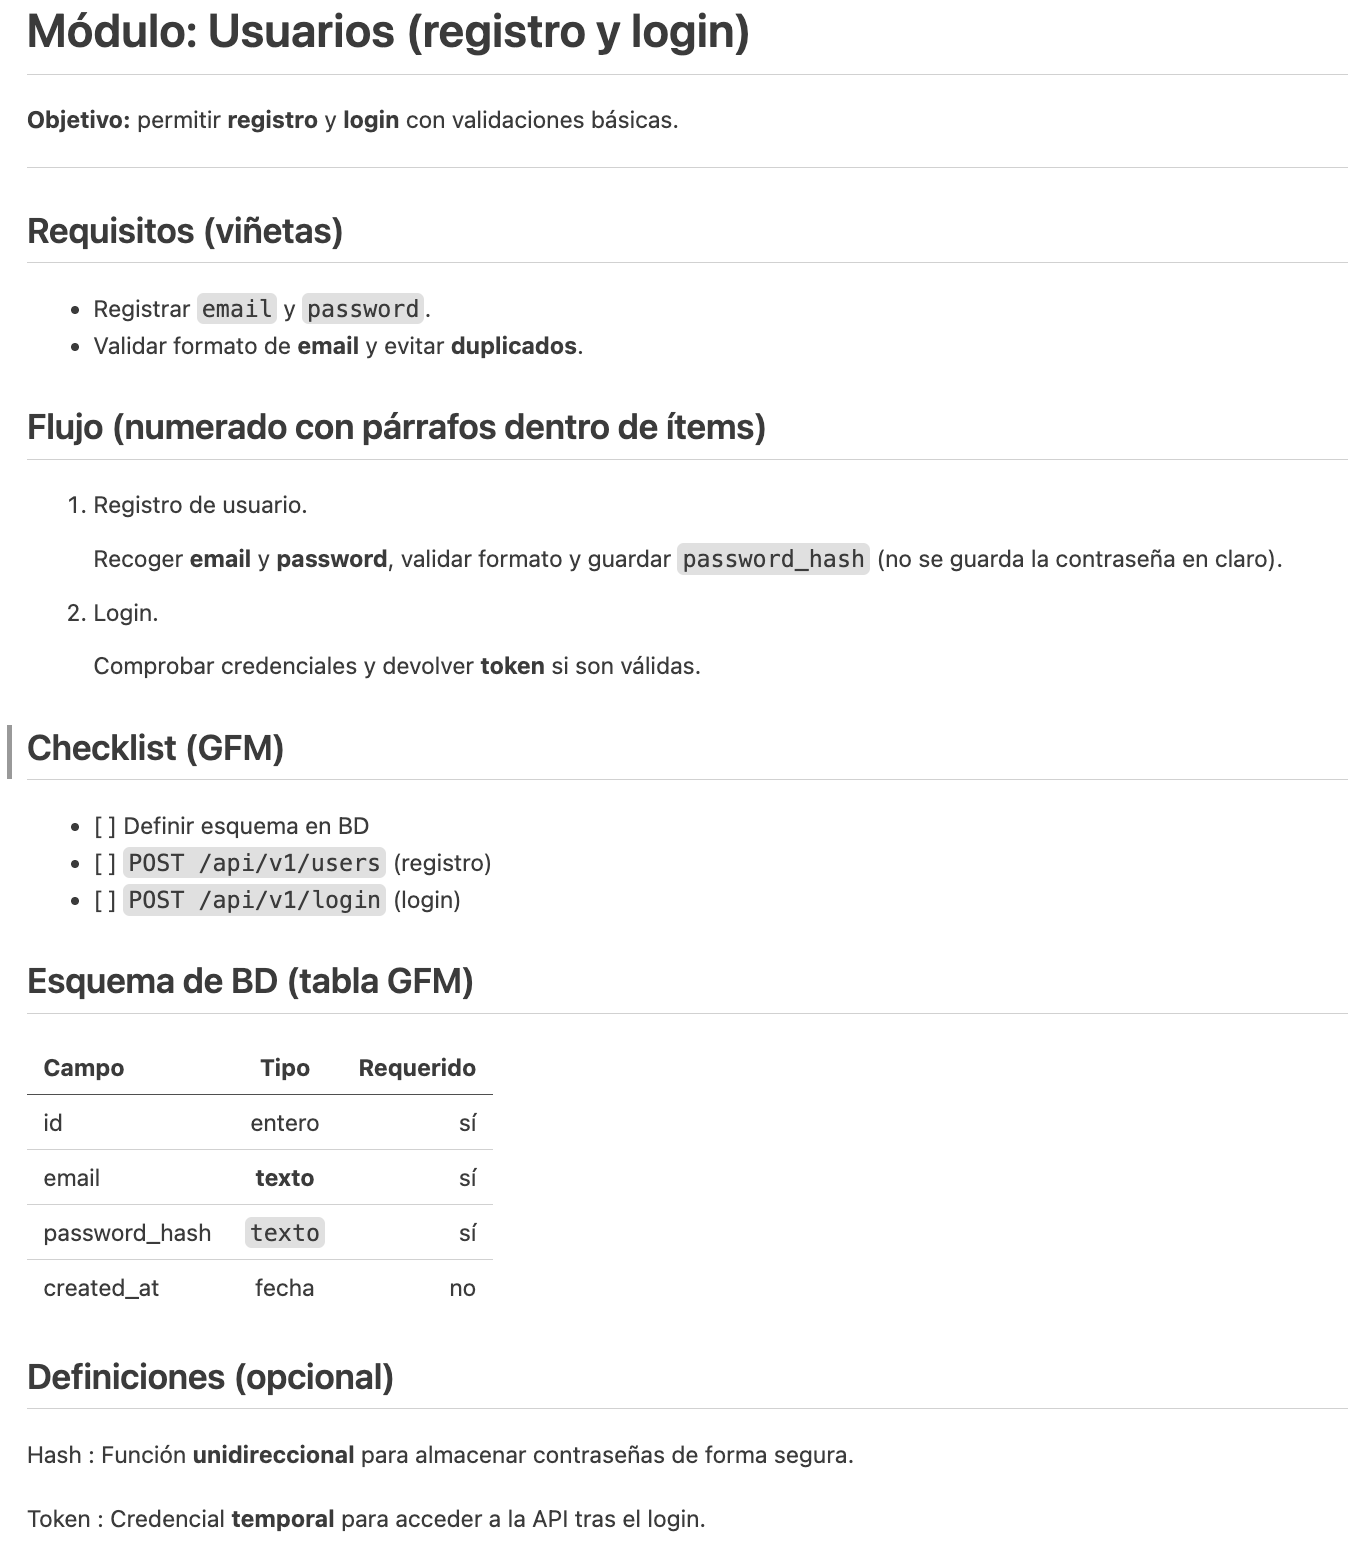 Módulo: Usuarios (registro y login)
Objetivo: permitir registro y login con validaciones básicas.
Requisitos (viñetas)
• Registrar email y password.
• Validar formato de email y evitar duplicados.
Flujo (numerado con párrafos dentro de ítems)
1. Registro de usuario.
Recoger email y password, validar formato y guardar password_hash (no se guarda la contraseña en claro).
2. Login.
Comprobar credenciales y devolver token si son válidas.
Checklist (GFM)
• [ ] Definir esquema en BD
• [ ] POST /api/v1/users (registro)
• [ ] POST /api/v1/login (login)
Esquema de BD (tabla GFM)
Campo Tipo Requerido
id entero sí
email texto sí
password_hash texto sí
created_at fecha no
Definiciones (opcional)
Hash : Función unidireccional para almacenar contraseñas de forma segura.
Token : Credencial temporal para acceder a la API tras el login.